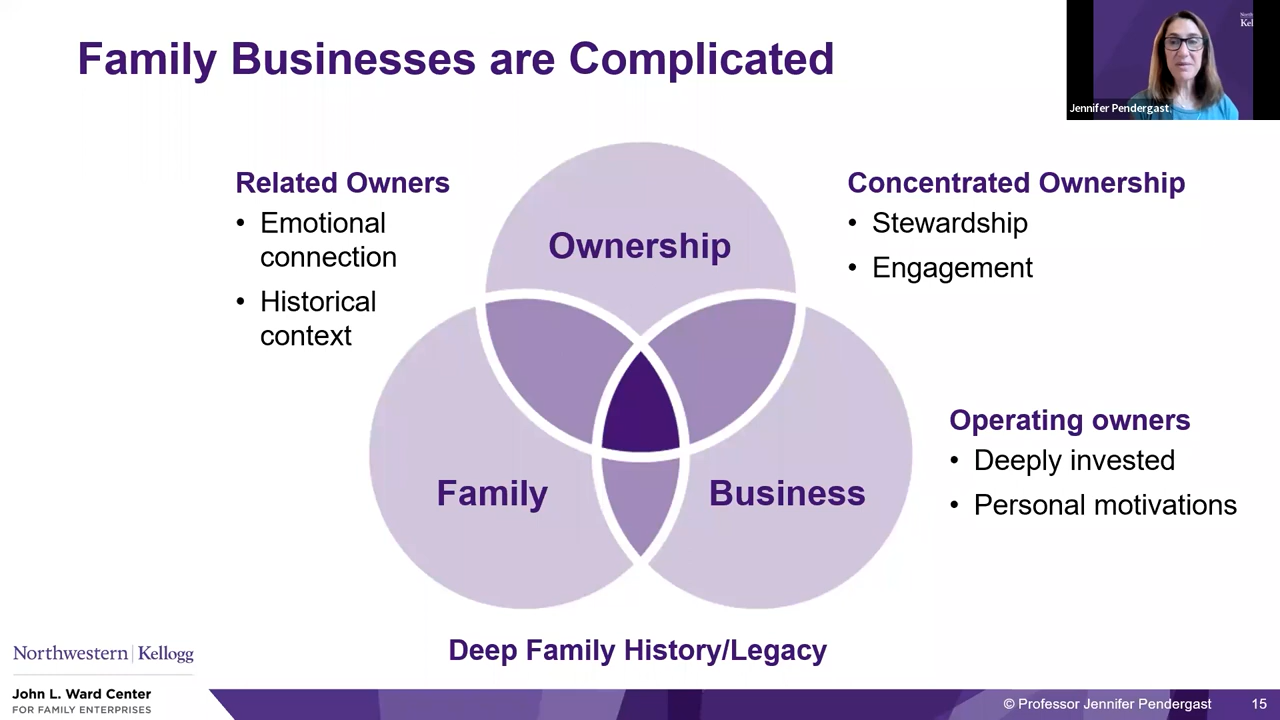 Family Businesses are Complicated
Jennifer Pendergast
Related Owners
• Emotional
connection
• Historical
context
Ownership
Family
Business
Concentrated Ownership
• Stewardship
• Engagement
Operating owners
• Deeply invested
• Personal motivations
Deep Family History/Legacy
Northwestern | Kellogg
John L. Ward Center
FOR FAMILY ENTERPRISES
© Professor Jennifer Pendergast 15